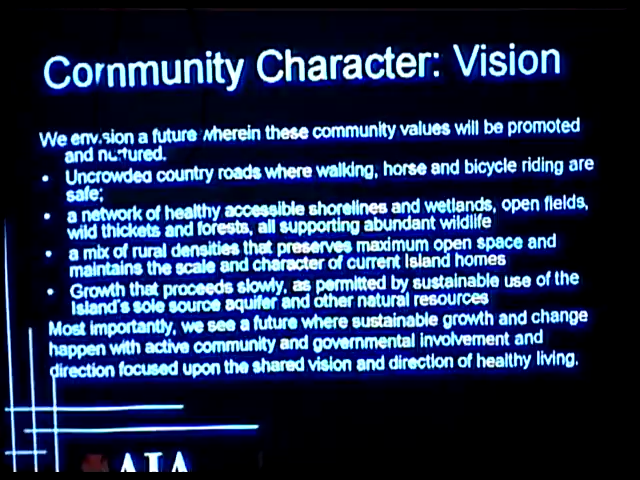 Community Character: Vision
We envision a future wherein these community values will be promoted
and nurtured.
• Uncrowded country roads where walking, horse and bicycle riding are
safe;
• a network of healthy accessible shorelines and wetlands, open fields,
wild thickets and forests, all supporting abundant wildlife
• a mix of rural densities that preserves maximum open space and
maintains the scale and character of current Island homes
• Growth that proceeds slowly, as permitted by sustainable use of the
Island's sole source aquifer and other natural resources
Most importantly, we see a future where sustainable growth and change
happen with active community and governmental involvement and
direction focused upon the shared vision and direction of healthy living.
AIA